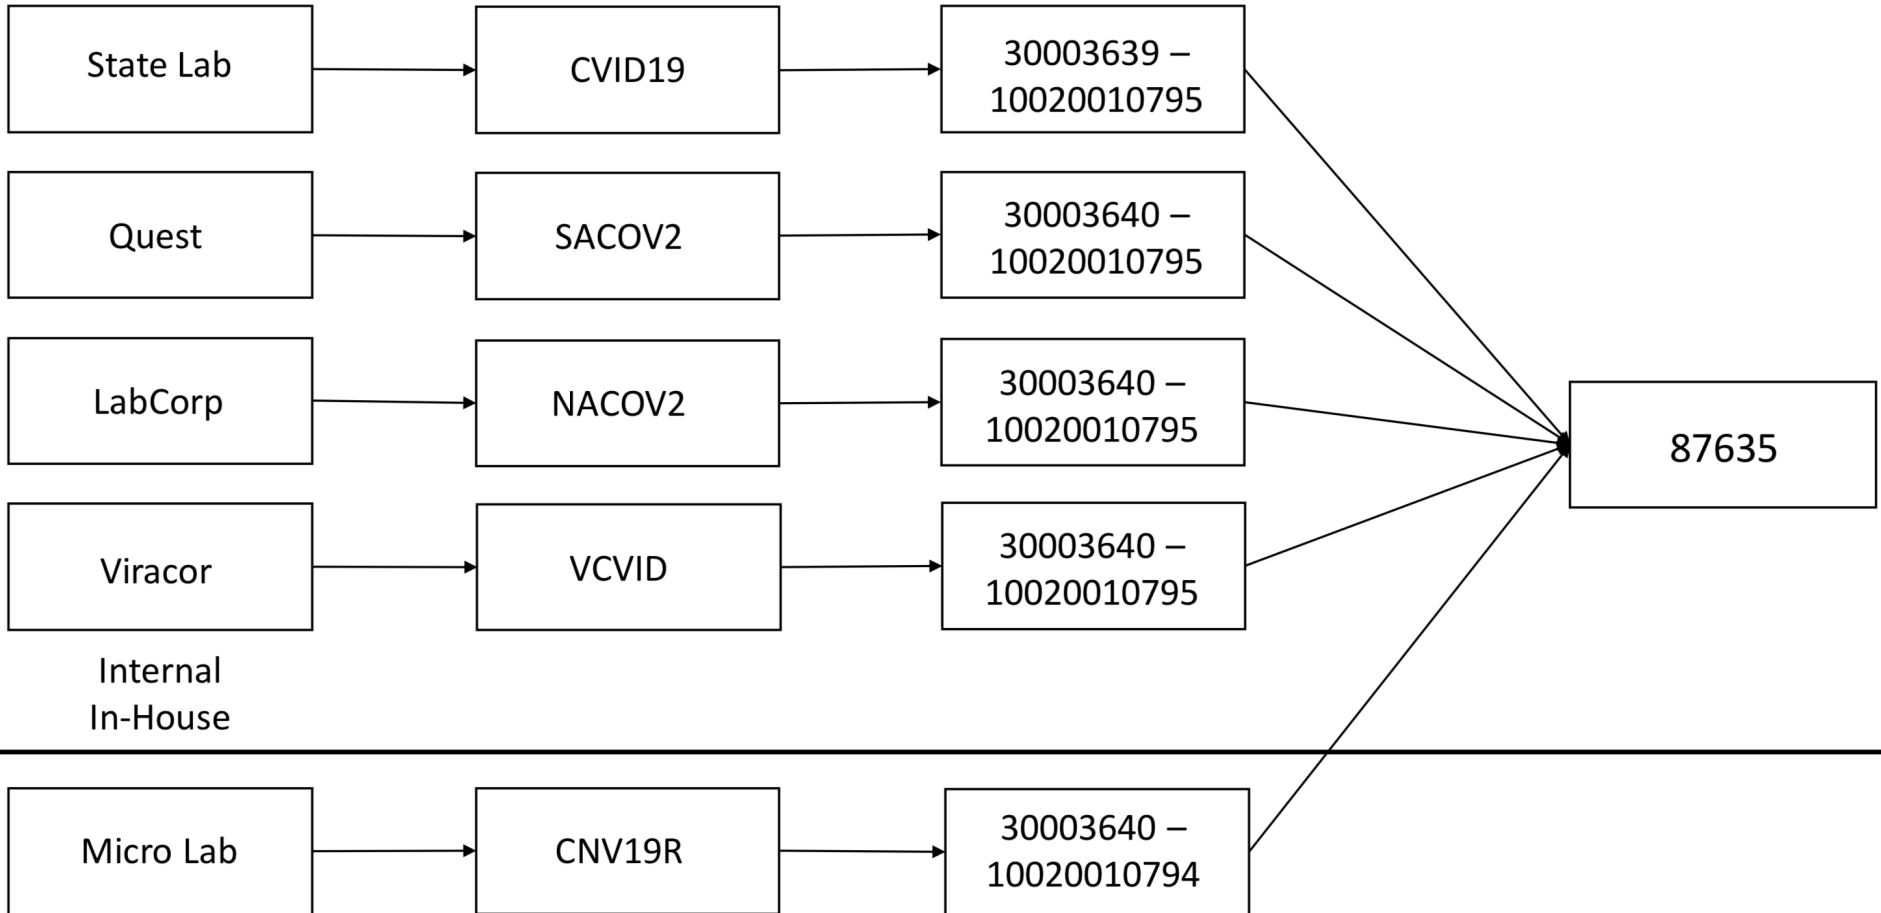 State Lab
CVID19
30003639 –
10020010795
Quest
SACOV2
30003640 –
10020010795
LabCorp
NACOV2
30003640 –
10020010795
87635
Viracor
VCVID
30003640 –
10020010795
Internal
In-House
Micro Lab
CNV19R
30003640 –
10020010794